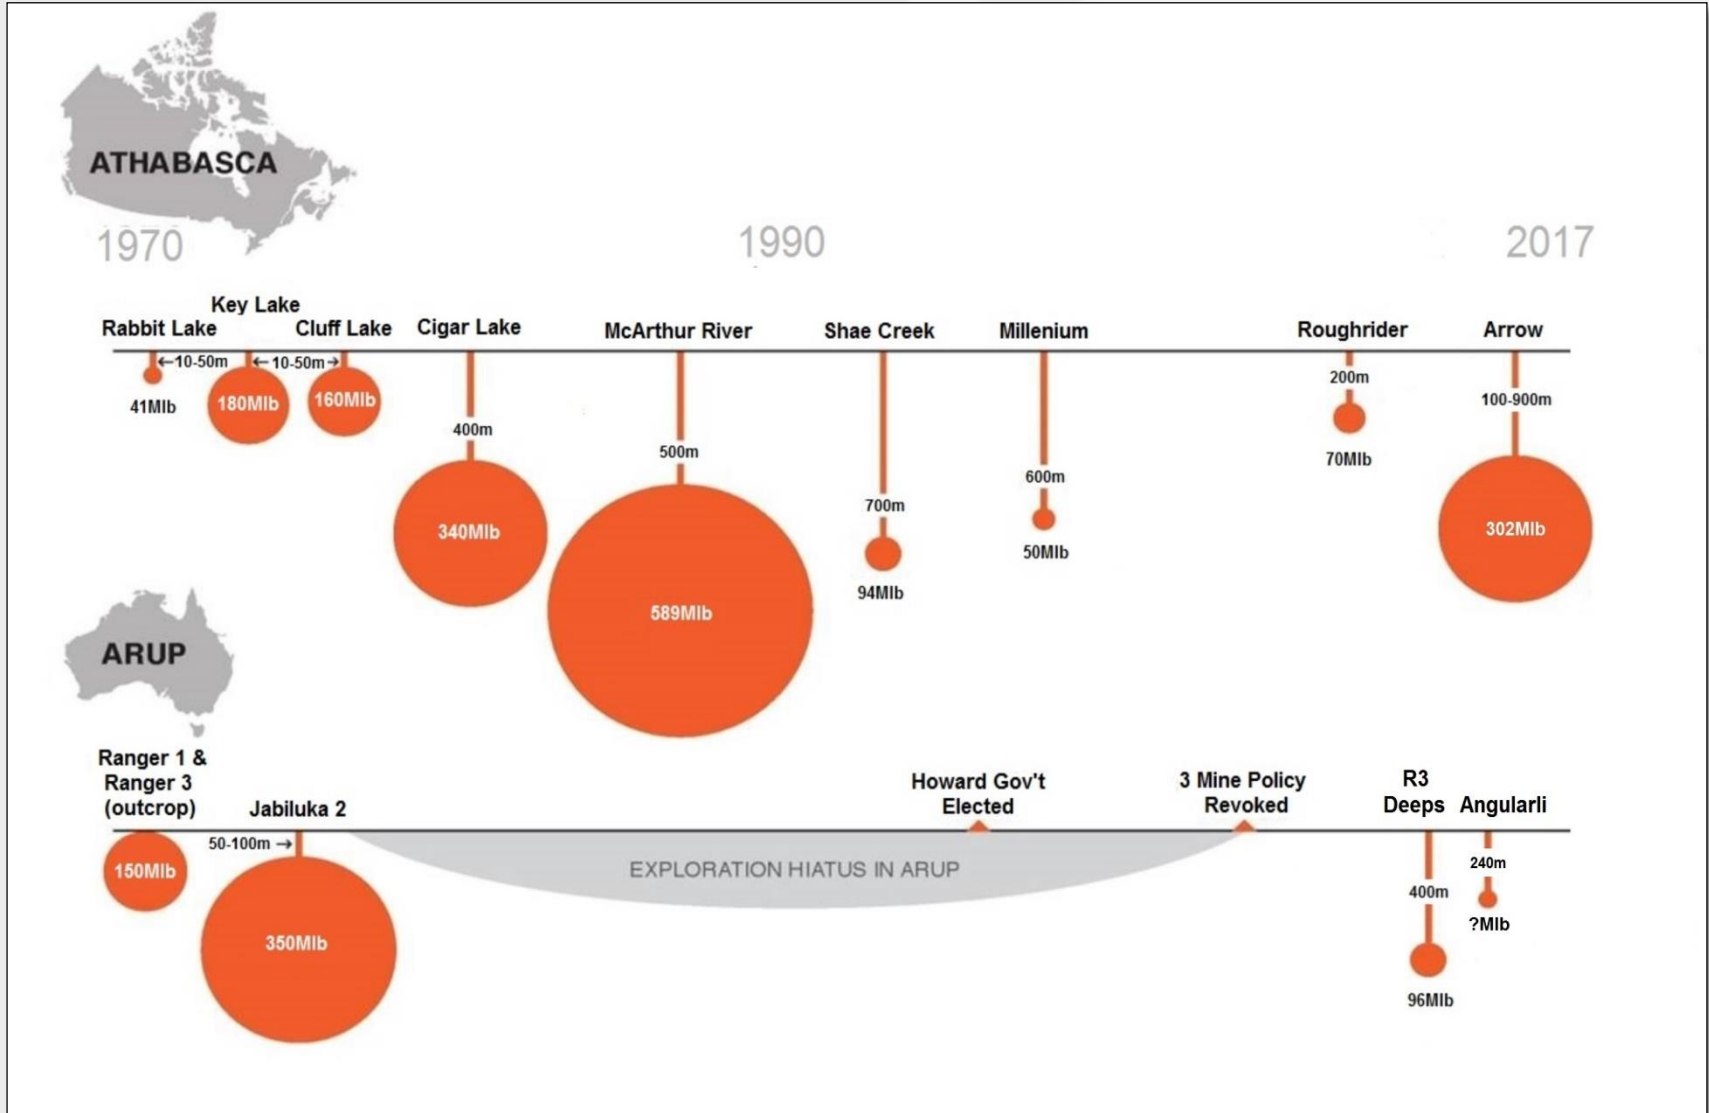 ATHABASCA
1970
1990
2017
Key Lake
Rabbit Lake
Cluff Lake
Cigar Lake
McArthur River
Shae Creek
Millenium
Roughrider
Arrow
←10-50m
←10-50m→
200m
100-900m
41Mlb
180Mlb
160Mlb
400m
500m
600m
700m
70Mlb
340Mlb
302Mlb
50Mlb
94Mlb
589Mlb
ARUP
Ranger 1 &
Ranger 3
(outcrop)
Jabiluka 2
Howard Gov't
Elected
3 Mine Policy
Revoked
R3
Deeps
Angularli
50-100m →
150Mlb
350Mlb
EXPLORATION HIATUS IN ARUP
400m
240m
?Mlb
96Mlb